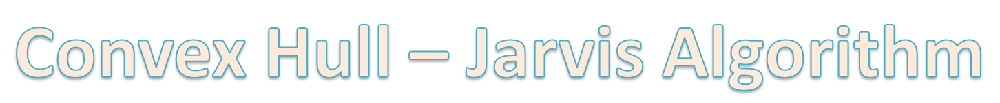 Convex Hull – Jarvis Algorithm